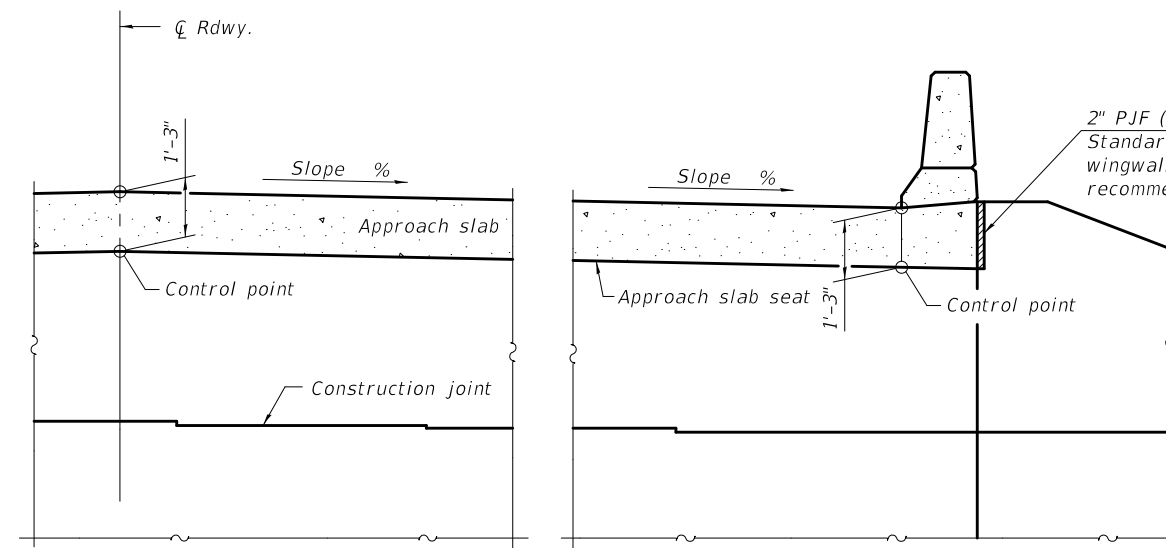 ℄ Rdwy.
1'-3"
Slope %
Approach slab
Control point
Construction joint
Slope %
Approach slab seat
1'-3"
Control point
2" PJF (
Standar
wingwal
recomme